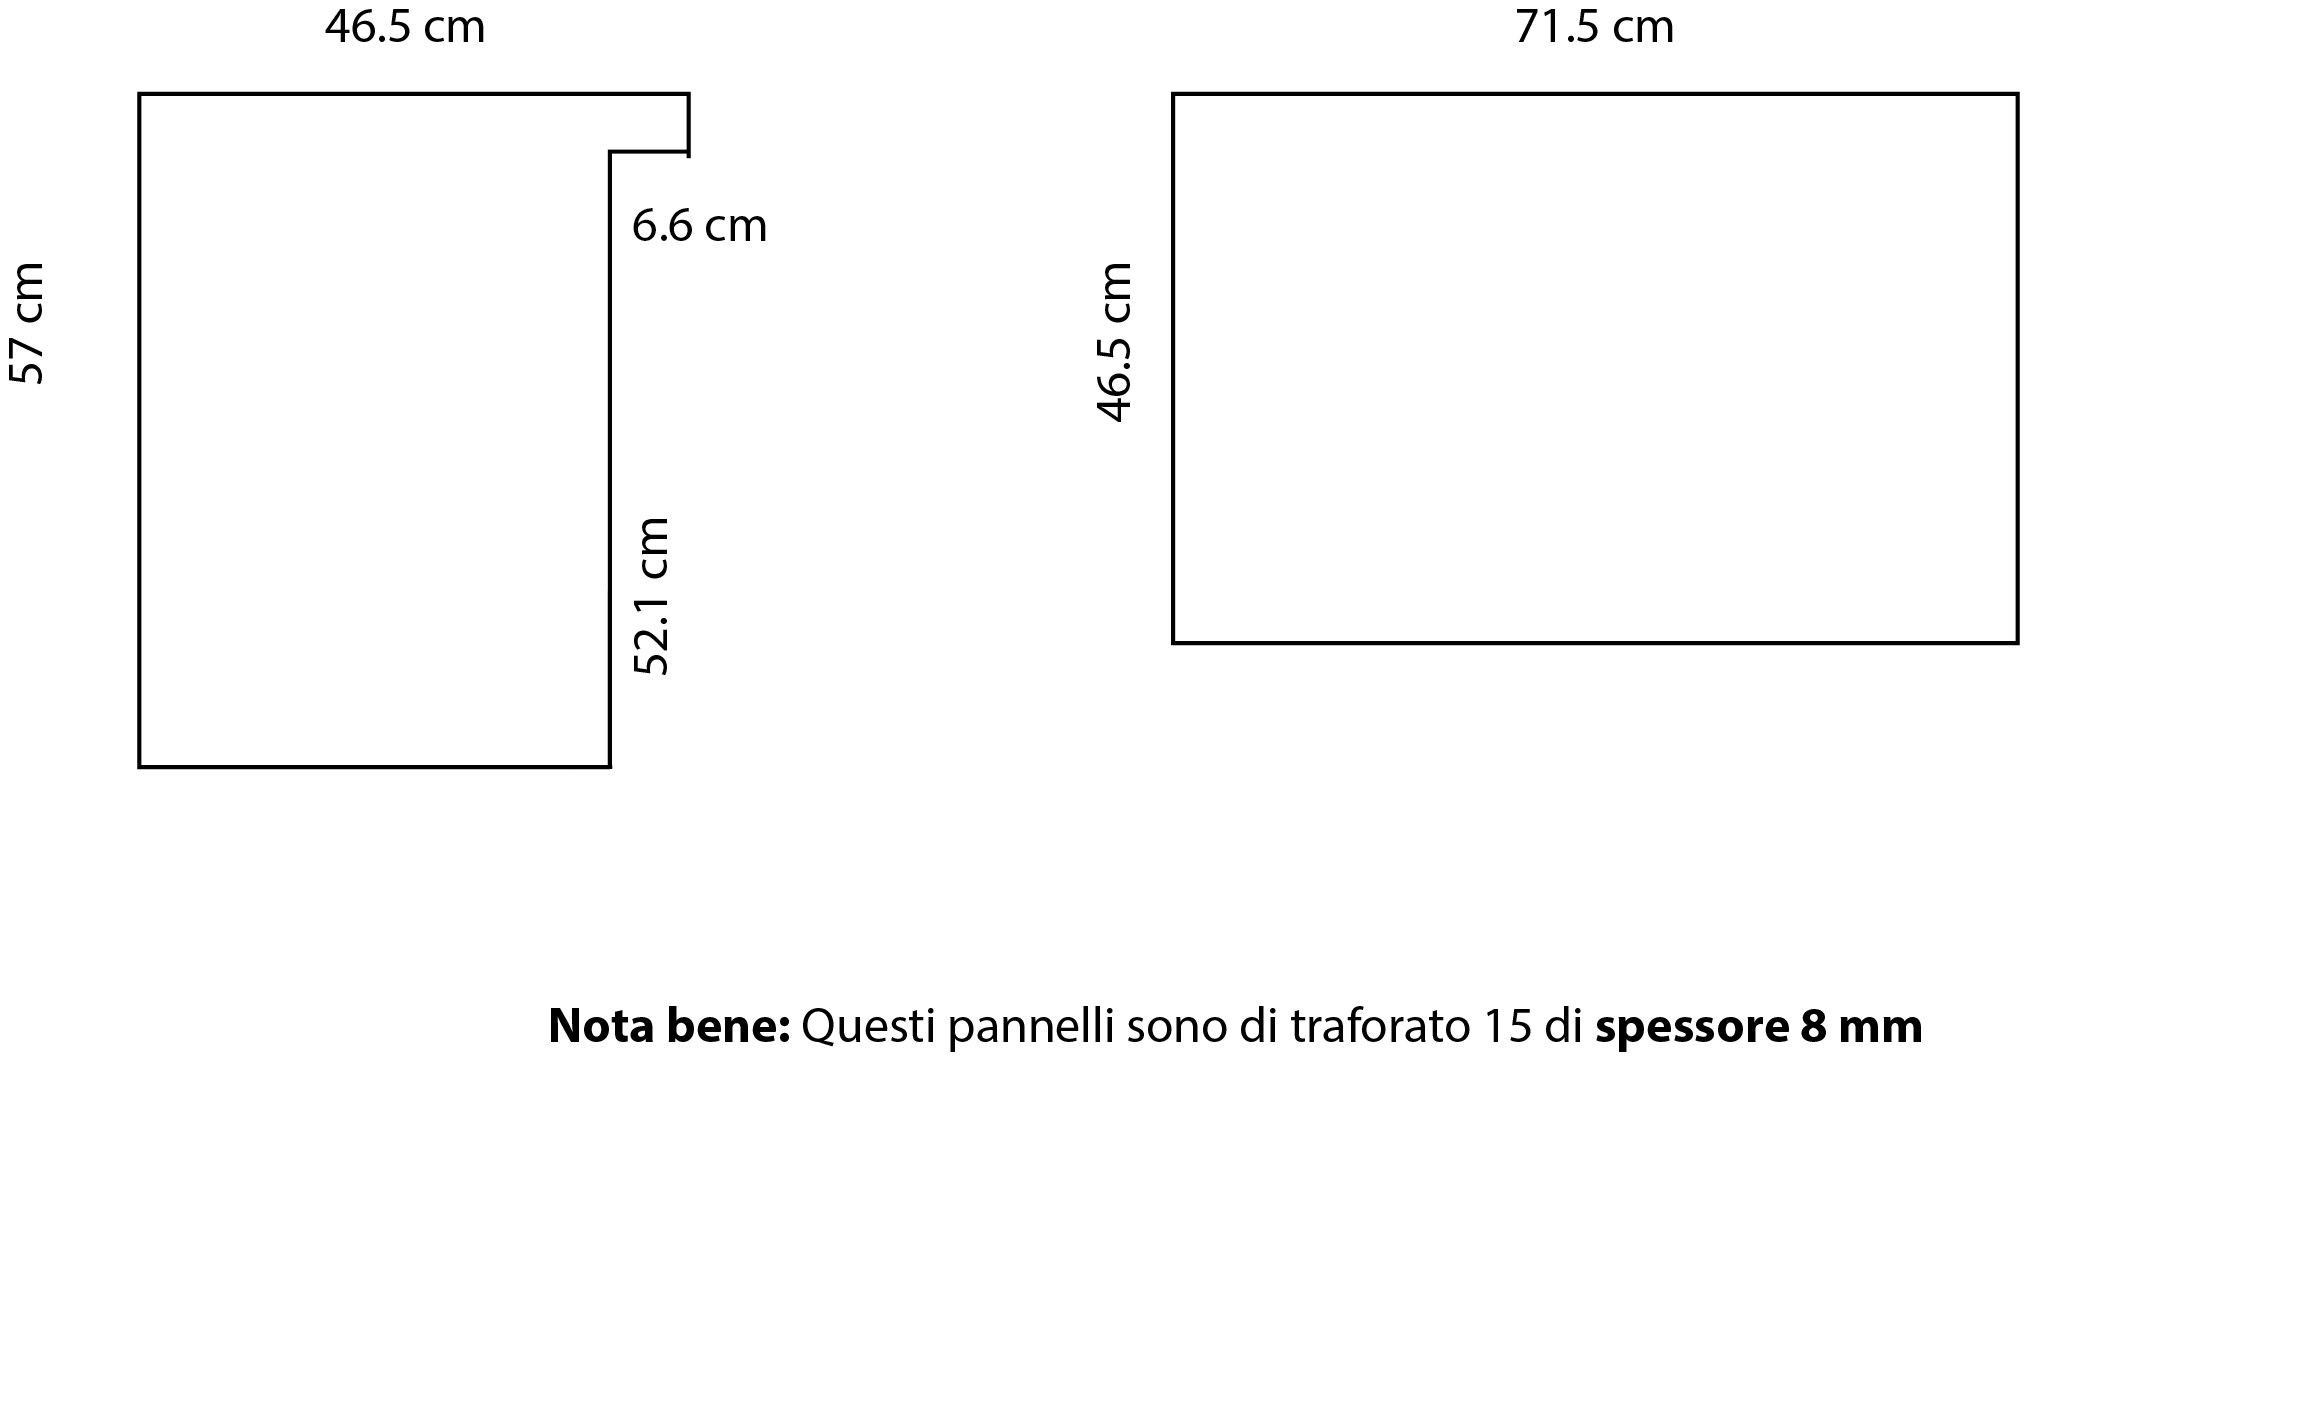 46.5 cm
71.5 cm
6.6 cm
57 cm
46.5 cm
52.1 cm
Nota bene: Questi pannelli sono di traforato 15 di spessore 8 mm